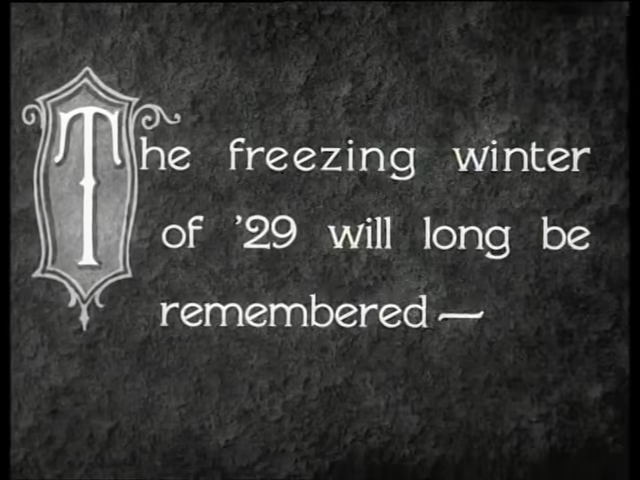 The freezing winter
of '29 will long be
remembered—